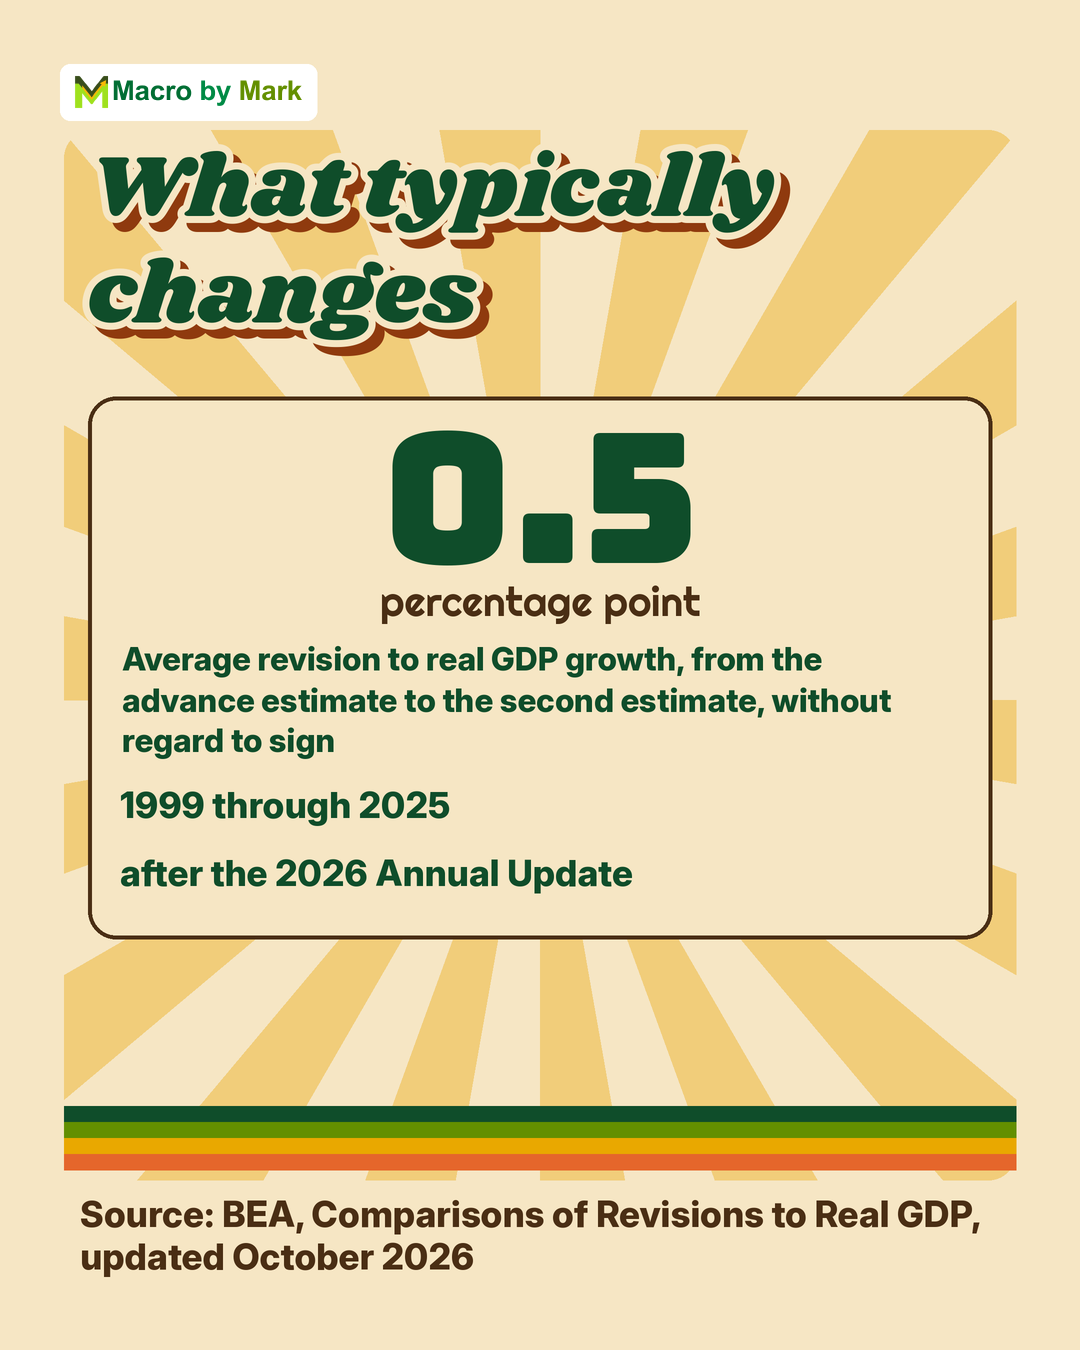 Macro by Mark
What typically
changes
0.5
percentage point
Average revision to real GDP growth, from the
advance estimate to the second estimate, without
regard to sign
1999 through 2025
after the 2026 Annual Update
Source: BEA, Comparisons of Revisions to Real GDP,
updated October 2026